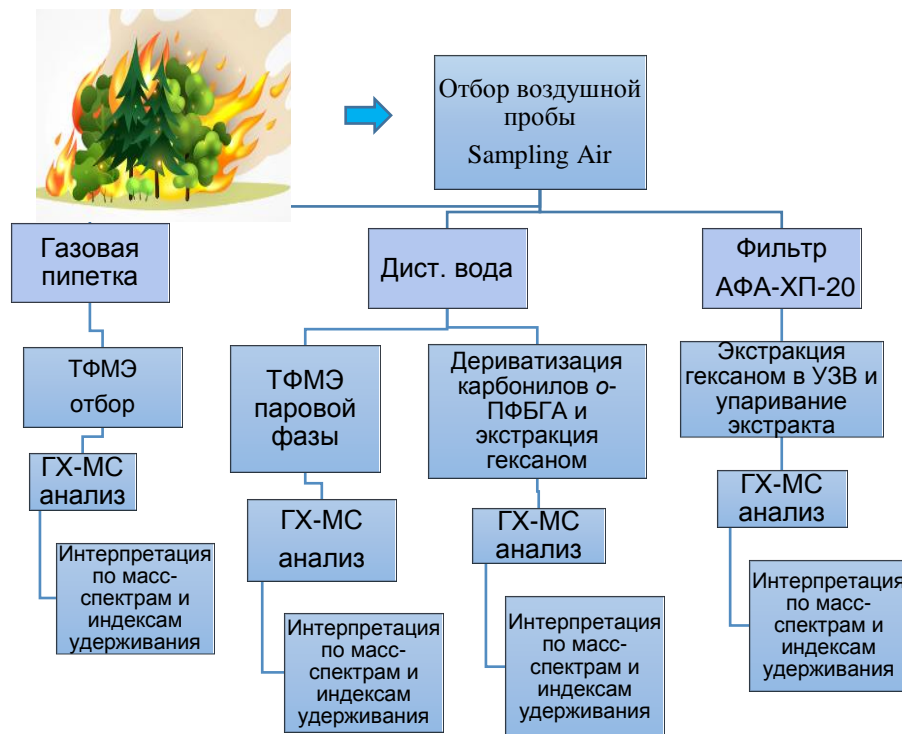 Отбор воздушной
пробы
Sampling Air
Газовая
пипетка
Дист. вода
Фильтр
АФА-ХП-20
ТФМЭ
отбор
ТФМЭ
паровой
фазы
Дериватизация
карбонилов о-
ПФБГА и
экстракция
гексаном
Экстракция
гексаном в УЗВ и
упаривание
экстракта
ГХ-МС
анализ
ГХ-МС
анализ
ГХ-МС
анализ
ГХ-МС
анализ
Интерпретация
по масс-
спектрам и
индексам
удерживания
Интерпретация
по масс-
спектрам и
индексам
удерживания
Интерпретация
по масс-
спектрам и
индексам
удерживания
Интерпретация
по масс-
спектрам и
индексам
удерживания